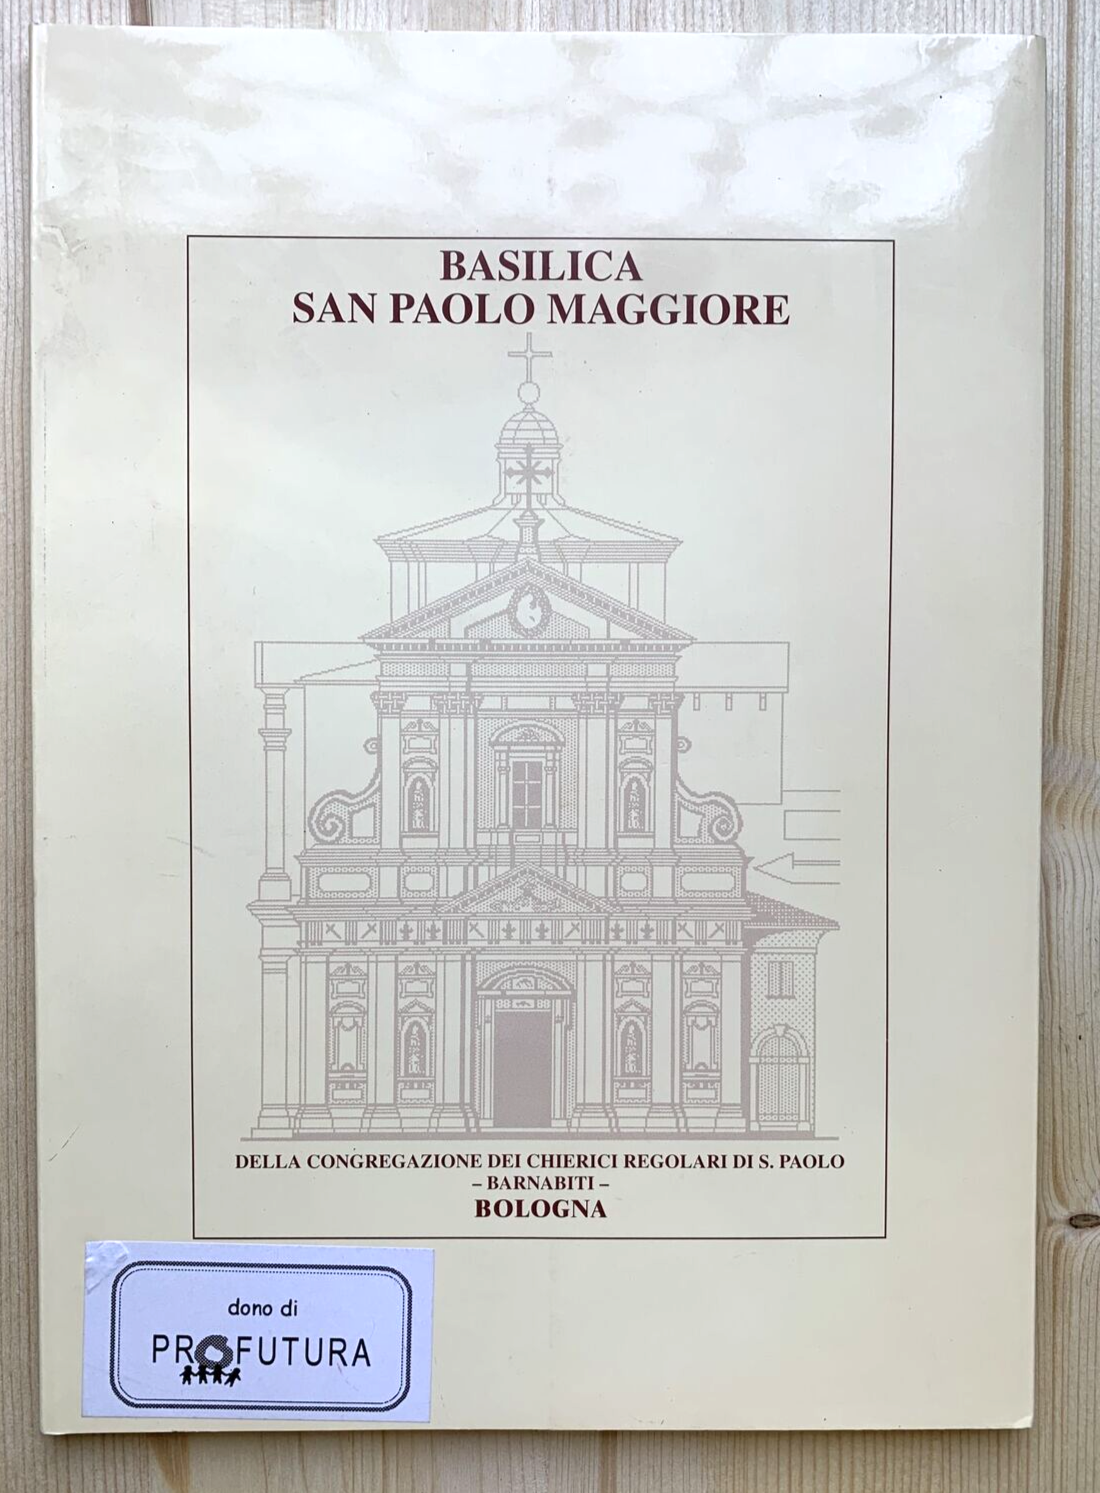 BASILICA
SAN PAOLO MAGGIORE
DELLA CONGREGAZIONE DEI CHIERICI REGOLARI DI S. PAOLO
– BARNABITI –
BOLOGNA
dono di
PROFUTURA